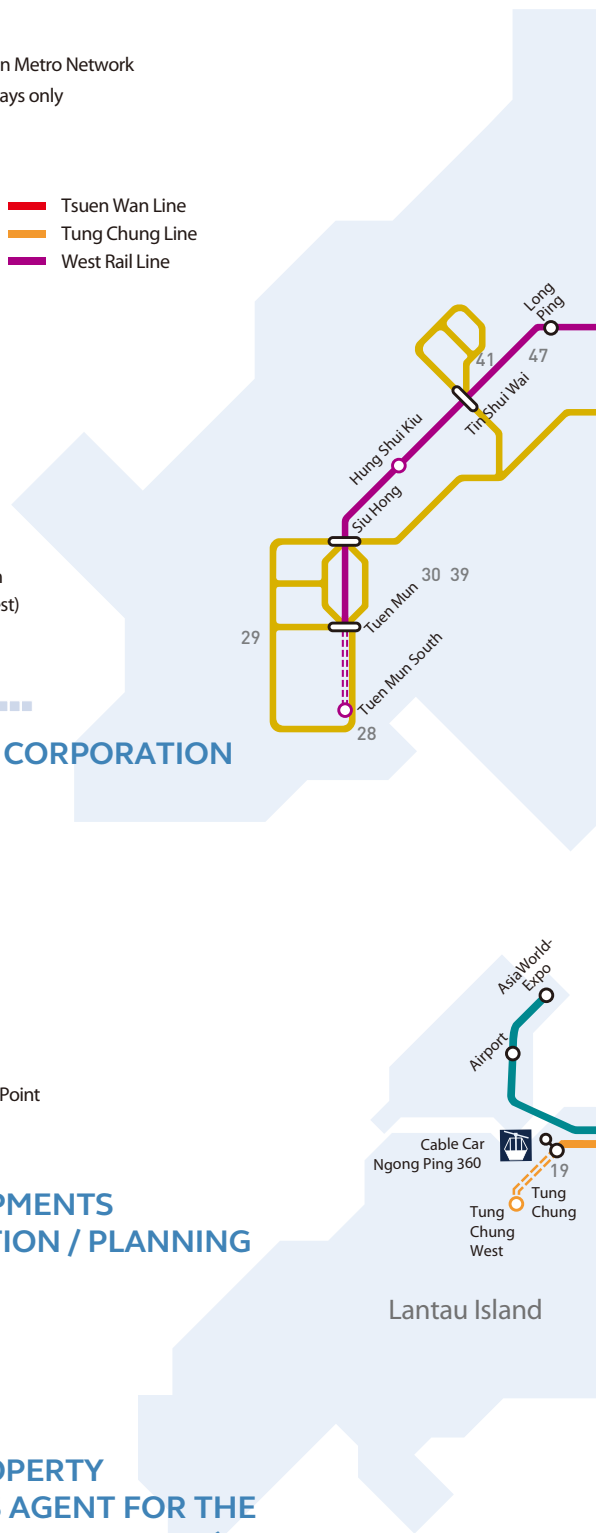 n Metro Network
ays only
Tsuen Wan Line
Tung Chung Line
West Rail Line
Long
Ping
47
41
Tin Shui Wai
Hung Shui Kiu
Siu Hong
n
30 39
est)
Tuen Mun
29
Tuen Mun South
28
CORPORATION
AsiaWorld-
Expo
Airport
Point
Cable Car
Ngong Ping 360
19
Tung
Chung
Tung
Chung
West
PMENTS
TION / PLANNING
Lantau Island
OPERTY
AGENT FOR THE